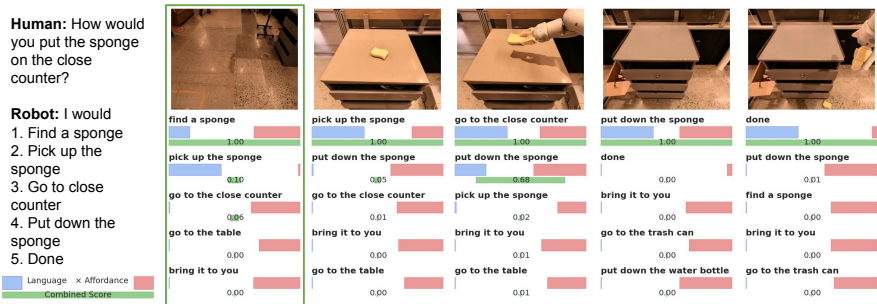 Human: How would
you put the sponge
on the close
counter?
Robot: I would
1. Find a sponge
2. Pick up the
sponge
3. Go to close
counter
4. Put down the
sponge
5. Done
Language × Affordance
Combined Score
find a sponge
1.00
pick up the sponge
0.10
go to the close counter
0.06
go to the table
0.00
bring it to you
0.00
pick up the sponge
1.00
put down the sponge
0.05
go to the close counter
0.01
bring it to you
0.00
go to the table
0.00
go to the close counter
1.00
put down the sponge
0.68
pick up the sponge
0.02
bring it to you
0.01
go to the table
0.01
put down the sponge
1.00
done
0.00
bring it to you
0.00
go to the trash can
0.00
put down the water bottle
0.00
done
1.00
put down the sponge
0.01
find a sponge
0.00
bring it to you
0.00
go to the trash can
0.00